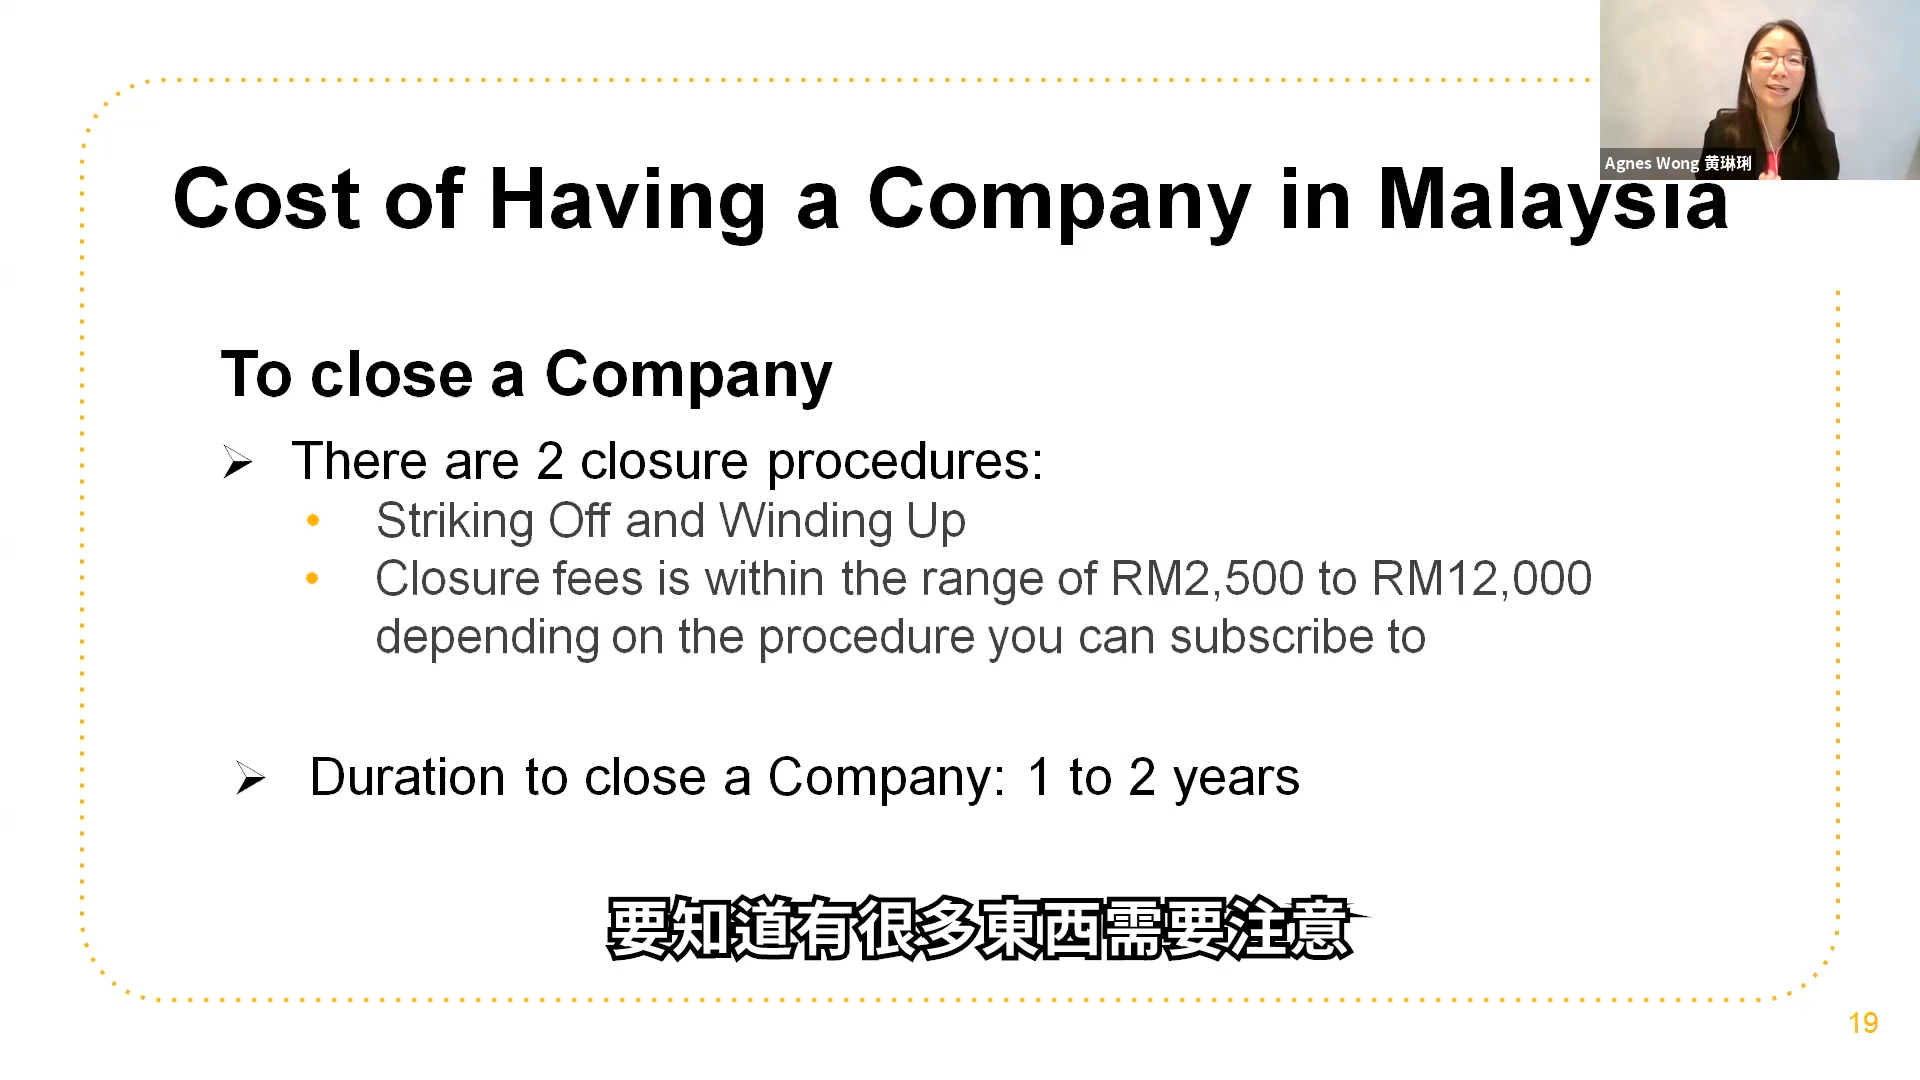 Agnes Wong 黄琳琍
Cost of Having a Company in Malaysia
To close a Company
There are 2 closure procedures:
Striking Off and Winding Up
Closure fees is within the range of RM2,500 to RM12,000
depending on the procedure you can subscribe to
Duration to close a Company: 1 to 2 years
要知道有很多東西需要注意
19